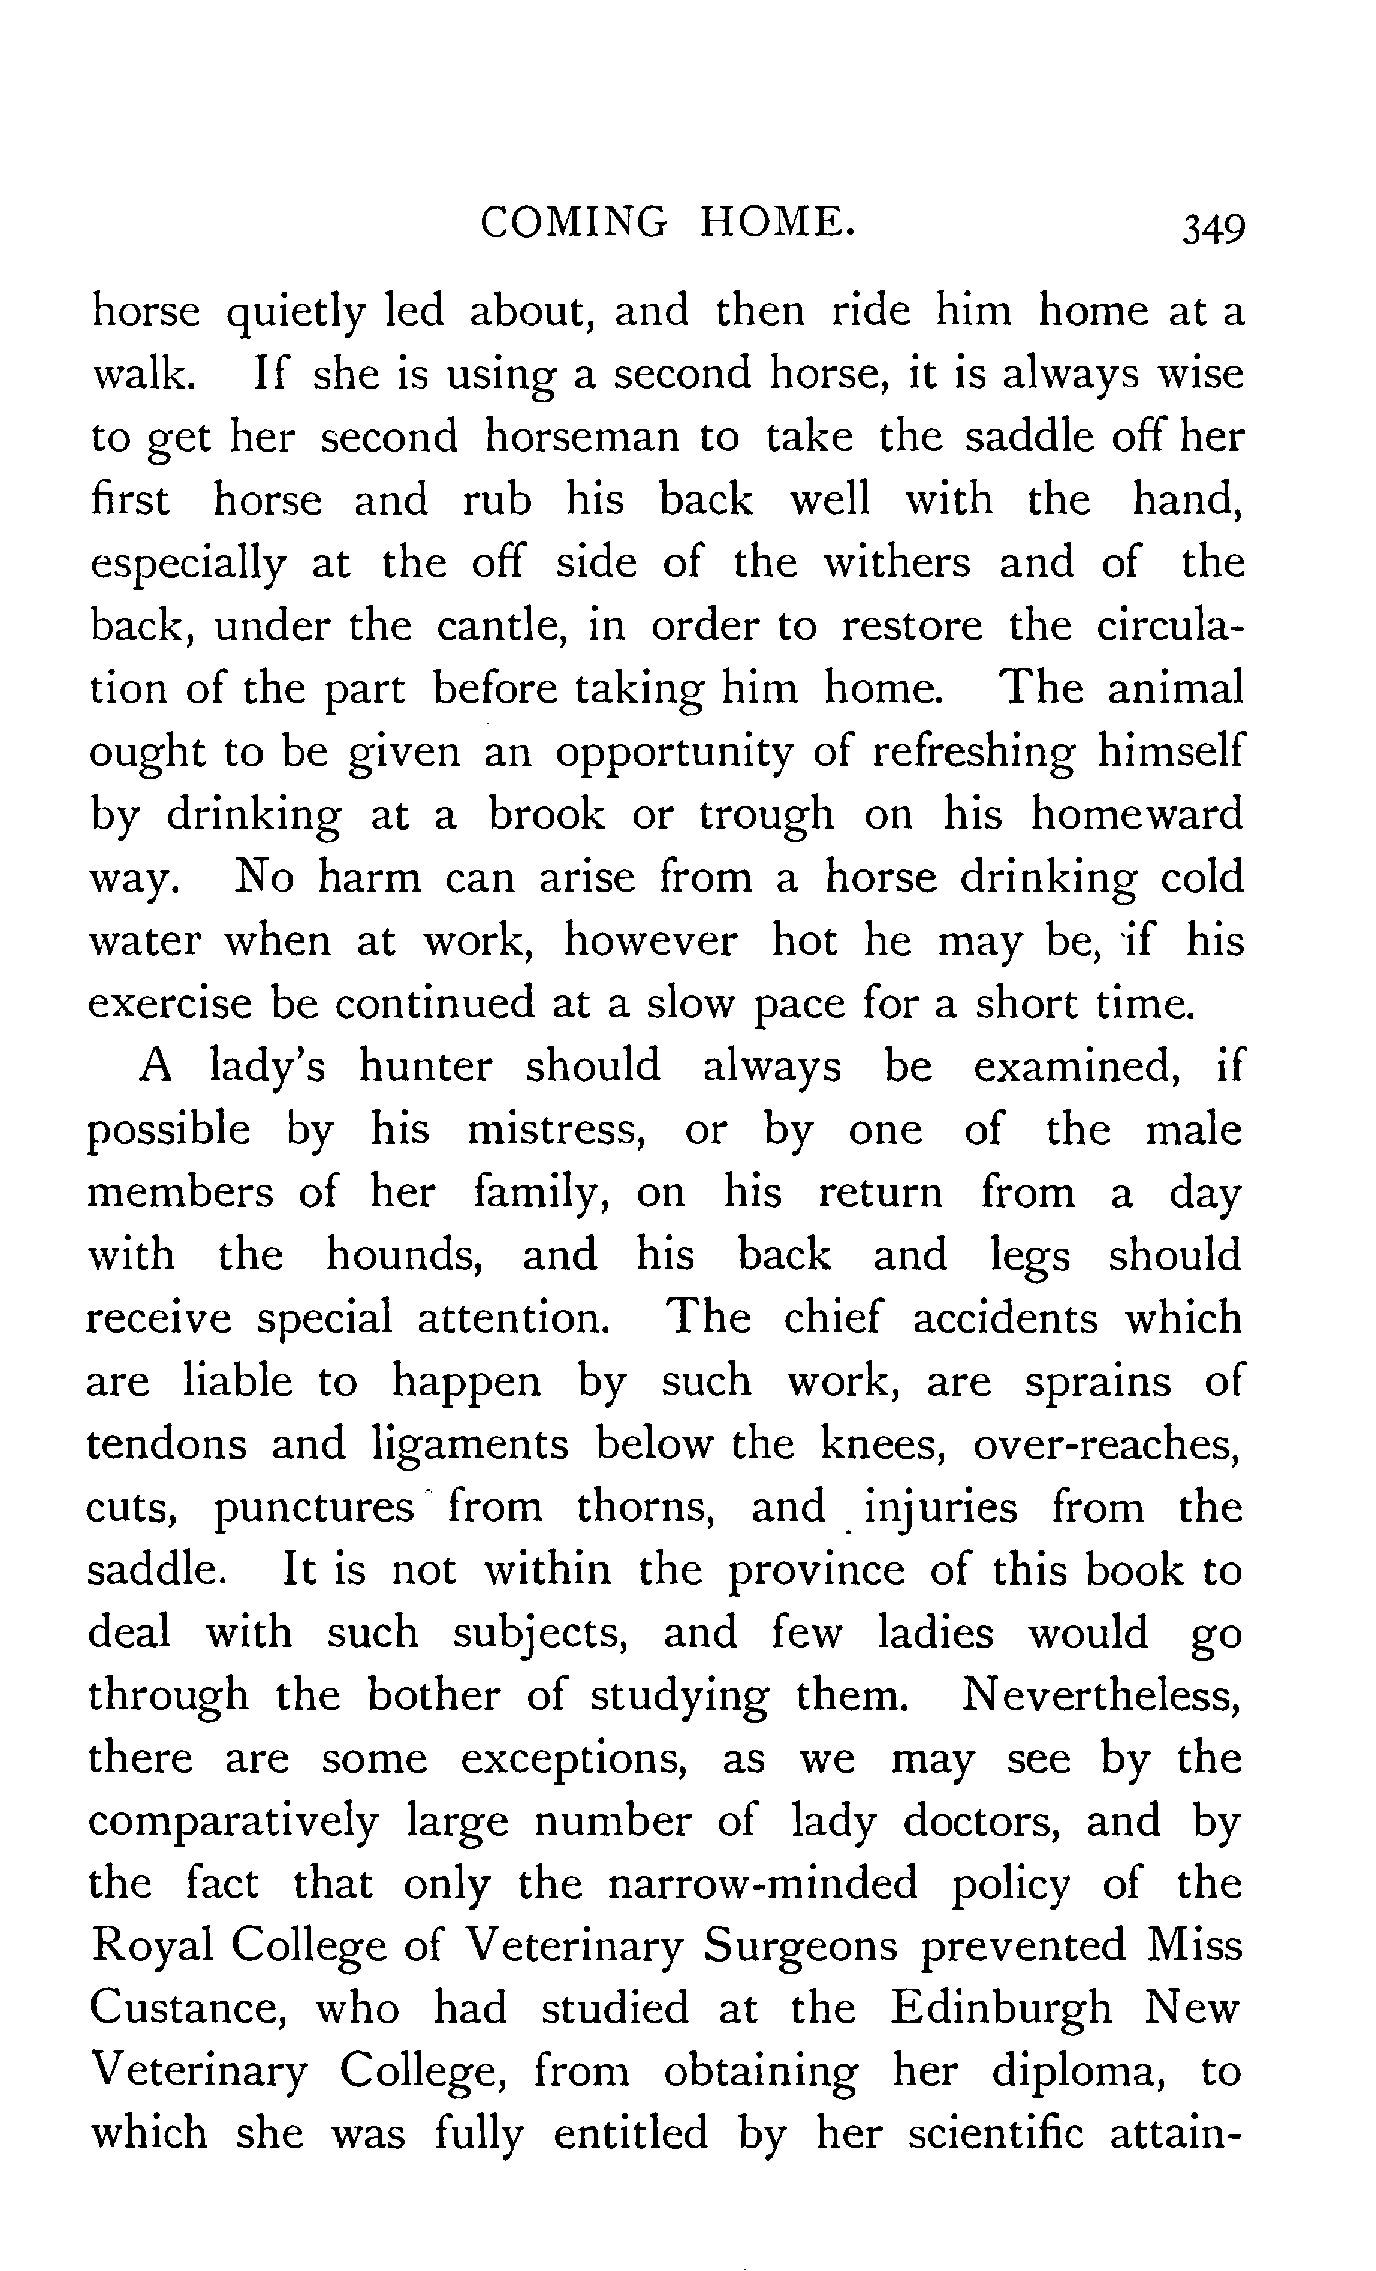 COMING HOME. 349
horse quietly led about, and then ride him home at a
walk. If she is using a second horse, it is always wise
to get her second horseman to take the saddle off her
first horse and rub his back well with the hand,
especially at the off side of the withers and of the
back, under the cantle, in order to restore the circula-
tion of the part before taking him home. The animal
ought to be given an opportunity of refreshing himself
by drinking at a brook or trough on his homeward
way. No harm can arise from a horse drinking cold
water when at work, however hot he may be, if his
exercise be continued at a slow pace for a short time.
A lady's hunter should always be examined, if
possible by his mistress, or by one of the male
members of her family, on his return from a day
with the hounds, and his back and legs should
receive special attention. The chief accidents which
are liable to happen by such work, are sprains of
tendons and ligaments below the knees, over-reaches,
cuts, punctures from thorns, and injuries from the
saddle. It is not within the province of this book to
deal with such subjects, and few ladies would go
through the bother of studying them. Nevertheless,
there are some exceptions, as we may see by the
comparatively large number of lady doctors, and by
the fact that only the narrow-minded policy of the
Royal College of Veterinary Surgeons prevented Miss
Custance, who had studied at the Edinburgh New
Veterinary College, from obtaining her diploma, to
which she was fully entitled by her scientific attain-